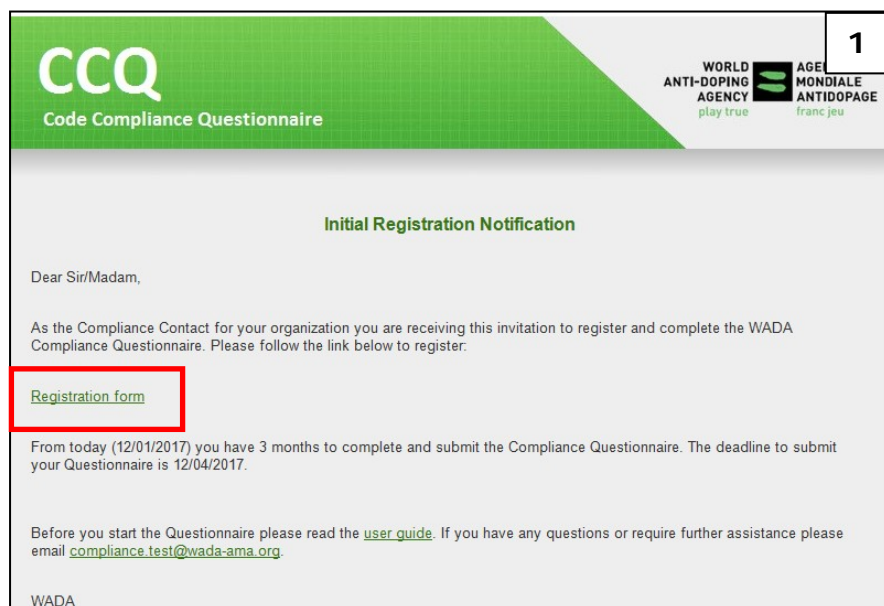 1
CCQ
Code Compliance Questionnaire
WORLD
ANTI-DOPING
AGENCY
play true
MONDIALE
ANTIDOPAGE
franc jeu
Initial Registration Notification
Dear Sir/Madam,
As the Compliance Contact for your organization you are receiving this invitation to register and complete the WADA
Compliance Questionnaire. Please follow the link below to register:
Registration form
From today (12/01/2017) you have 3 months to complete and submit the Compliance Questionnaire. The deadline to submit
your Questionnaire is 12/04/2017.
Before you start the Questionnaire please read the user guide. If you have any questions or require further assistance please
email compliance.test@wada-ama.org.
WADA